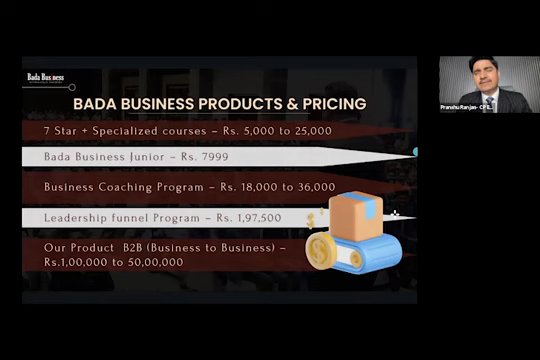 Bada Business
BADA BUSINESS PRODUCTS & PRICING
7 Star + Specialized courses – Rs. 5,000 to 25,000
Bada Business Junior – Rs. 7999
Business Coaching Program – Rs. 18,000 to 36,000
Leadership funnel Program – Rs. 1,97,500
Our Product B2B (Business to Business) –
Rs.1,00,000 to 50,00,000
Pranshu Ranjan-